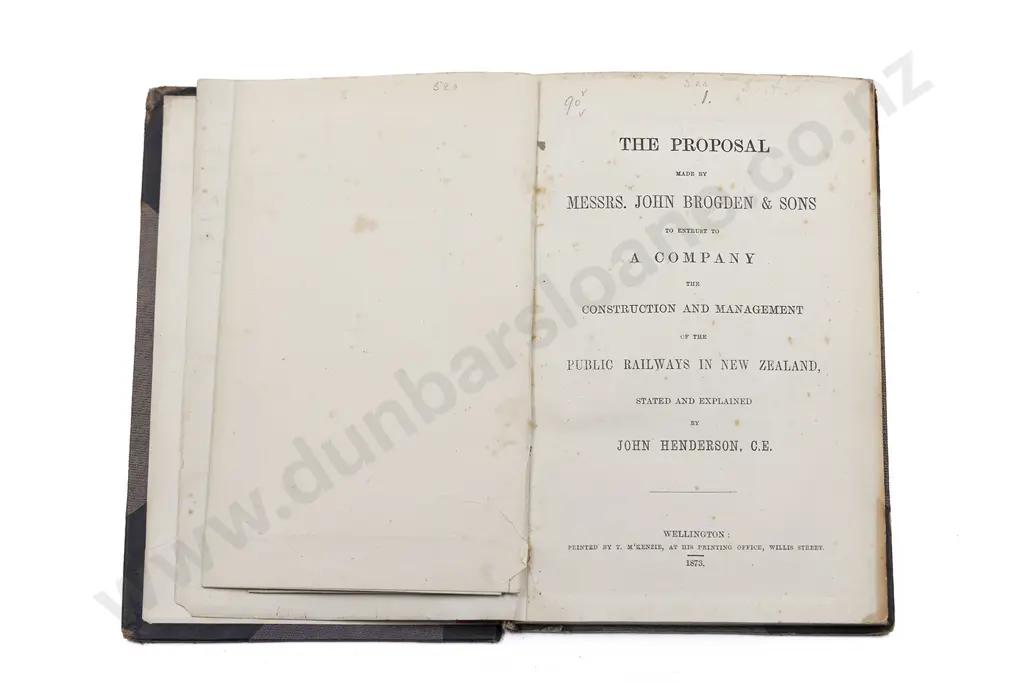 520
520
90
1.
THE PROPOSAL
MADE BY
MESSRS. JOHN BROGDEN & SONS
TO ENTRUST TO
A COMPANY
THE
CONSTRUCTION AND MANAGEMENT
OF THE
PUBLIC RAILWAYS IN NEW ZEALAND,
STATED AND EXPLAINED
BY
JOHN HENDERSON, C.E.
WELLINGTON:
PRINTED BY T. M'KENZIE, AT HIS PRINTING OFFICE, WILLIS STREET.
1873.
www.dunbarsloane.co.nz